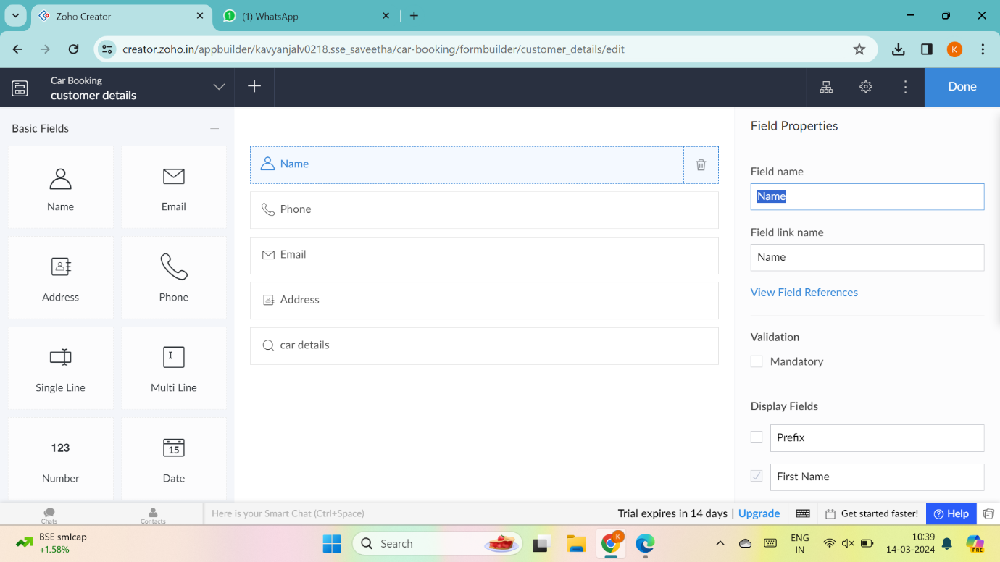 Zoho Creator
1
(1) WhatsApp
creator.zoho.in/appbuilder/kavyanjalv0218.sse_saveetha/car-booking/formbuilder/customer_details/edit
K
Car Booking
customer details
Done
Basic Fields
Name
Email
Address
Phone
Single Line
Multi Line
123
Number
15
Date
Name
Phone
Email
Address
car details
Field Properties
Field name
Name
Field link name
Name
View Field References
Validation
Mandatory
Display Fields
Prefix
First Name
Chats
Contacts
Here is your Smart Chat (Ctrl+Space)
Trial expires in 14 days | Upgrade
Get started faster!
Help
BSE smlcap
+1.58%
Search
K
ENG
IN
10:39
14-03-2024
PRE